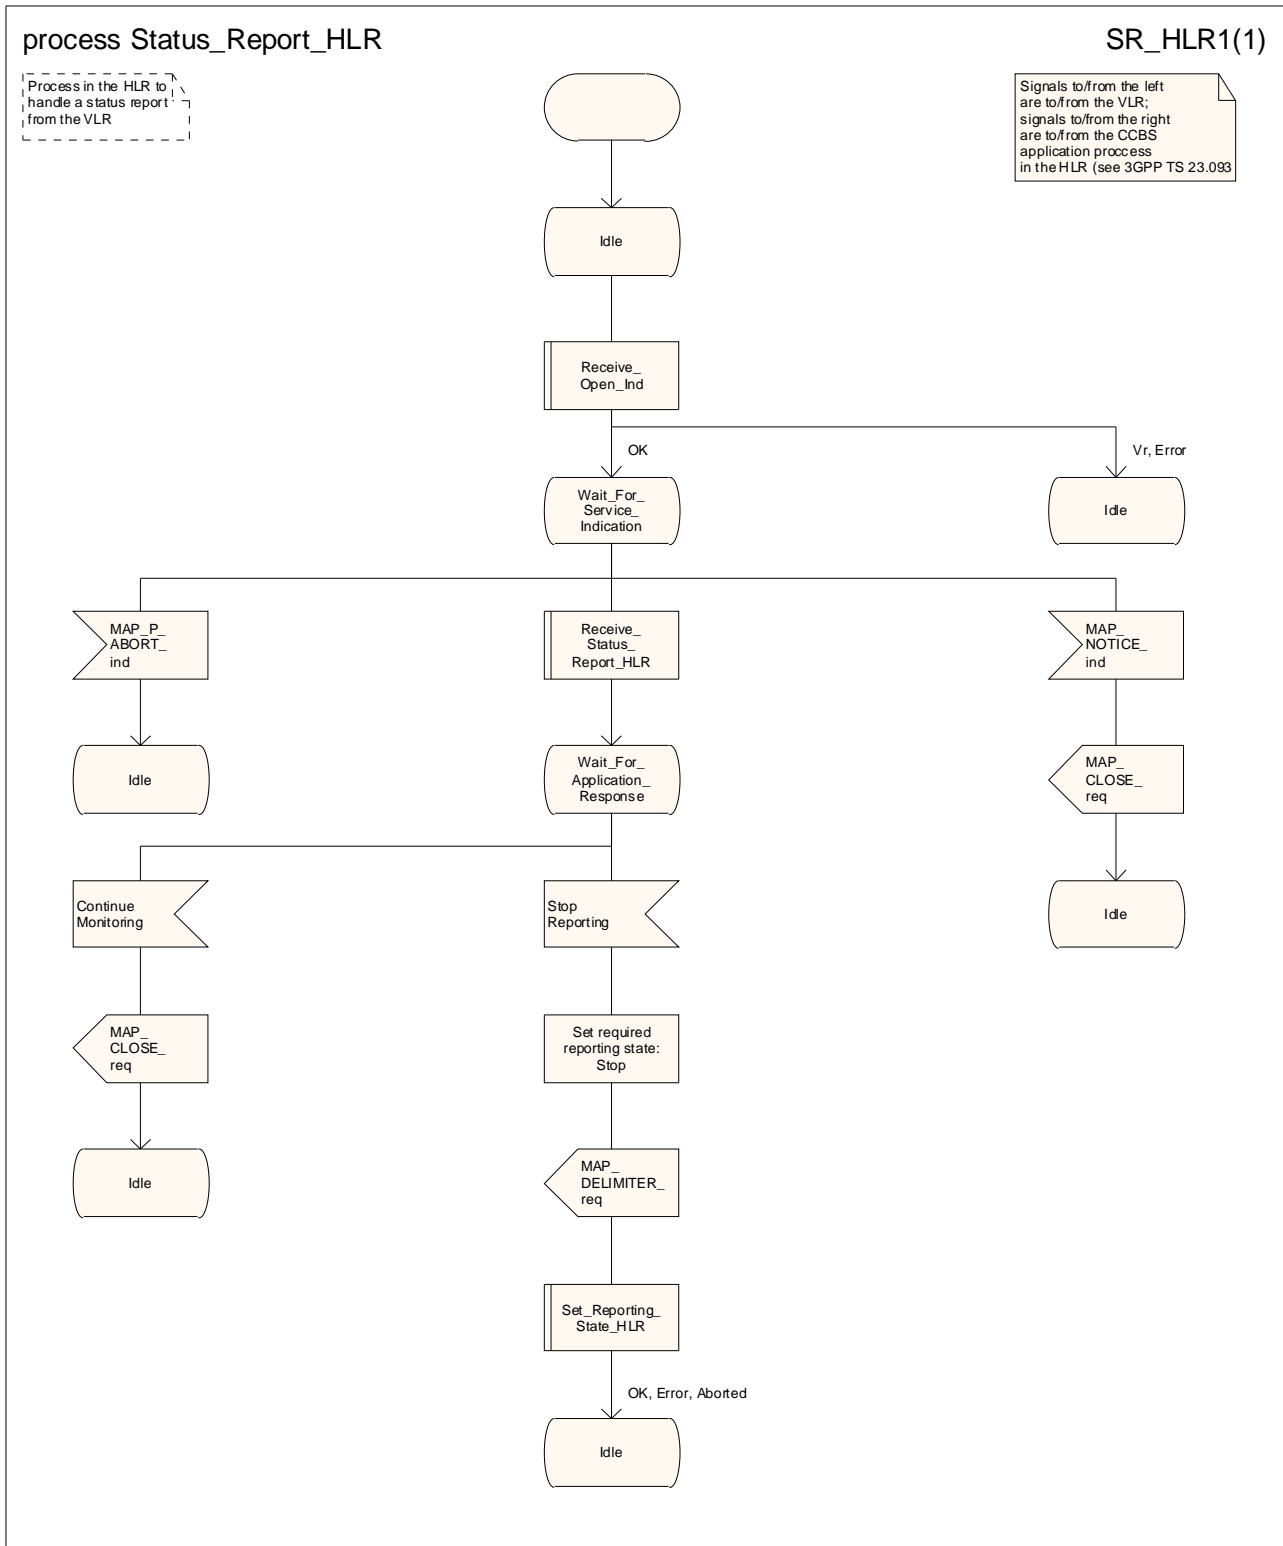 process Status_Report_HLR
SR_HLR1(1)
Process in the HLR to
handle a status report
from the VLR
Signals to/from the left
are to/from the VLR;
signals to/from the right
are to/from the CCBS
application proccess
in the HLR (see 3GPP TS 23.093
Idle
Receive_
Open_Ind
OK
Vr, Error
Wait_For_
Service_
Indication
Idle
MAP_P_
ABORT_
ind
Receive_
Status_
Report_HLR
MAP_
NOTICE_
ind
Idle
Wait_For_
Application_
Response
MAP_
CLOSE_
req
Continue
Monitoring
Stop
Reporting
Idle
MAP_
CLOSE_
req
Set required
reporting state:
Stop
Idle
MAP_
DELIMITER_
req
Set_Reporting_
State_HLR
OK, Error, Aborted
Idle